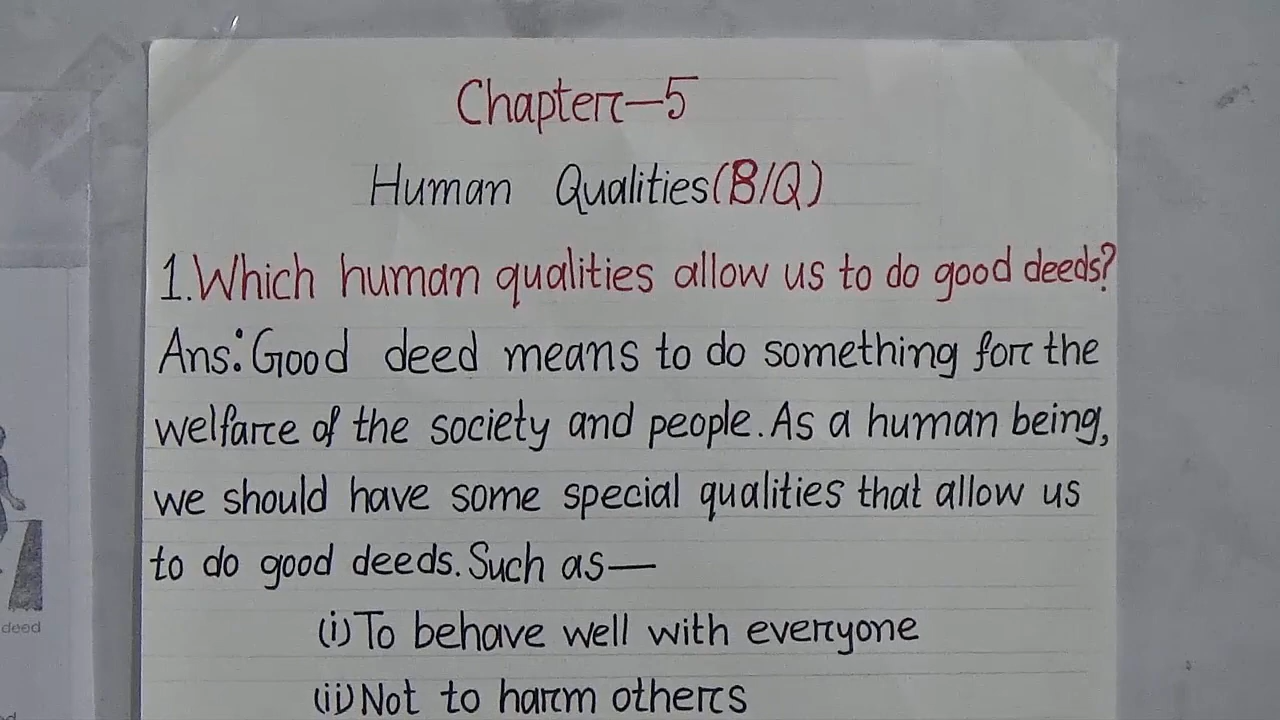 Chapter-5
Human Qualities(B/Q)
1.Which human qualities allow us to do good deeds?
Ans:Good deed means to do something for the
welfare of the society and people. As a human being,
we should have some special qualities that allow us
to do good deeds. Such as—
deed
(i)To behave well with everyone
(ii)Not to harm others